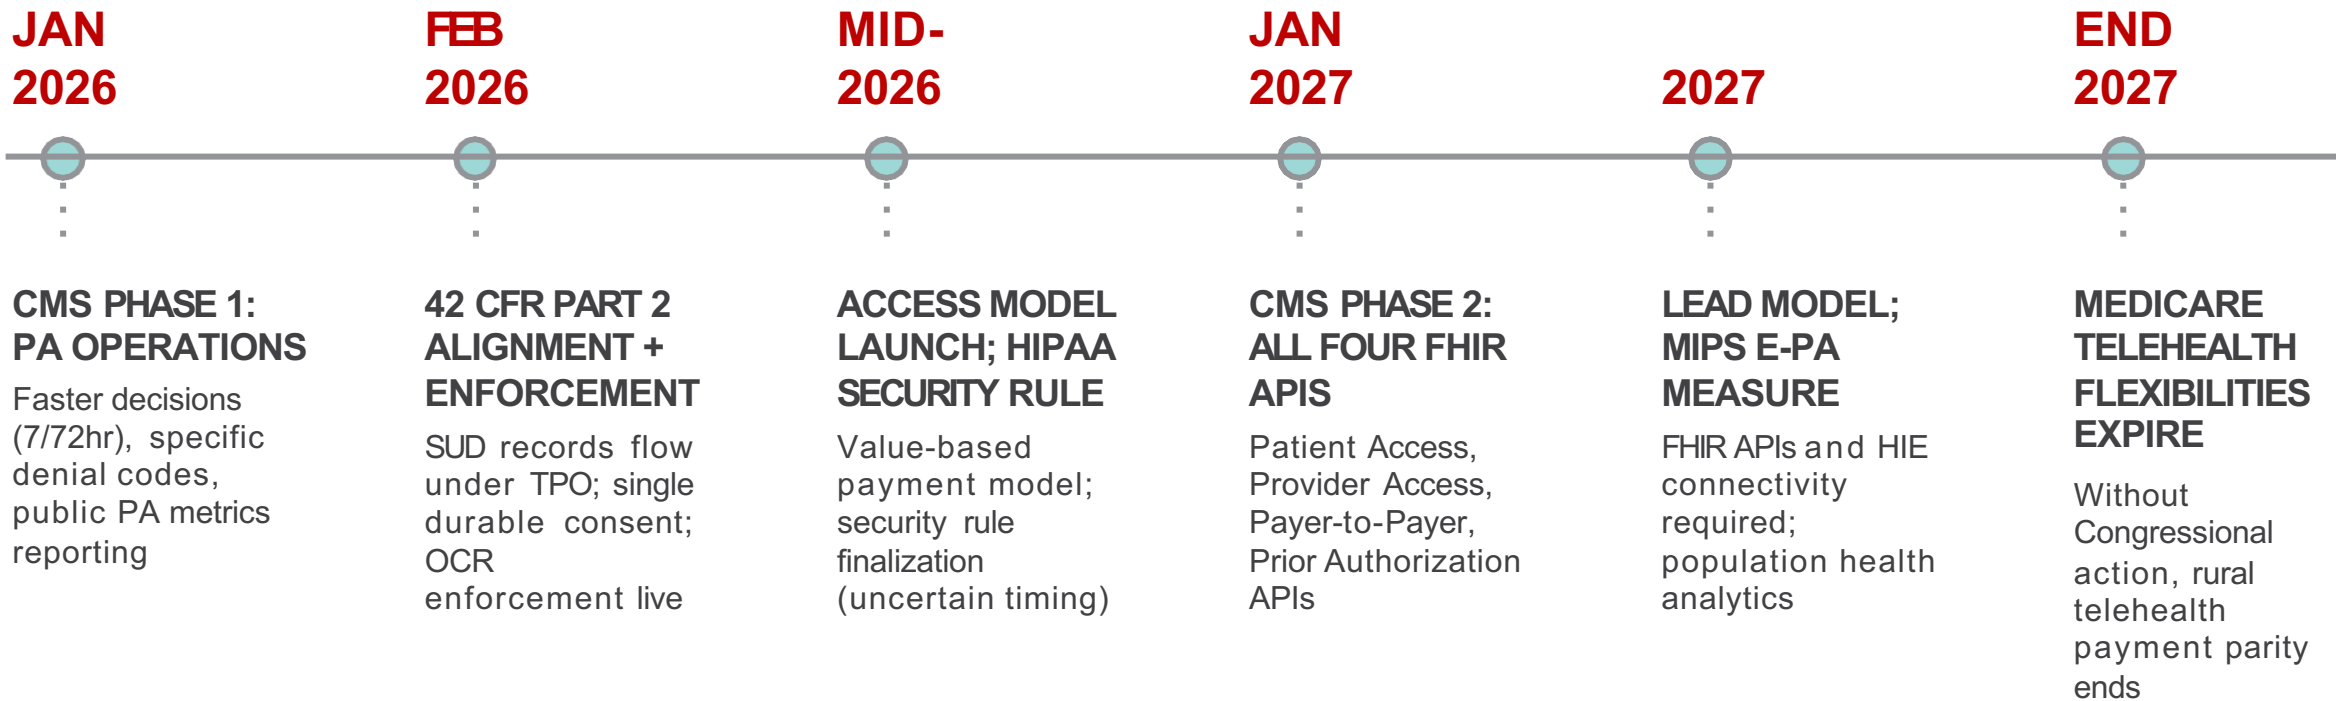 JAN
2026
CMS PHASE 1:
PA OPERATIONS
Faster decisions
(7/72hr), specific
denial codes,
public PA metrics
reporting
FEB
2026
42 CFR PART 2
ALIGNMENT +
ENFORCEMENT
SUD records flow
under TPO; single
durable consent;
OCR
enforcement live
MID-
2026
ACCESS MODEL
LAUNCH; HIPAA
SECURITY RULE
Value-based
payment model;
security rule
finalization
(uncertain timing)
JAN
2027
CMS PHASE 2:
ALL FOUR FHIR
APIS
Patient Access,
Provider Access,
Payer-to-Payer,
Prior Authorization
APIs
2027
LEAD MODEL;
MIPS E-PA
MEASURE
FHIR APIs and HIE
connectivity
required;
population health
analytics
END
2027
MEDICARE
TELEHEALTH
FLEXIBILITIES
EXPIRE
Without
Congressional
action, rural
telehealth
payment parity
ends